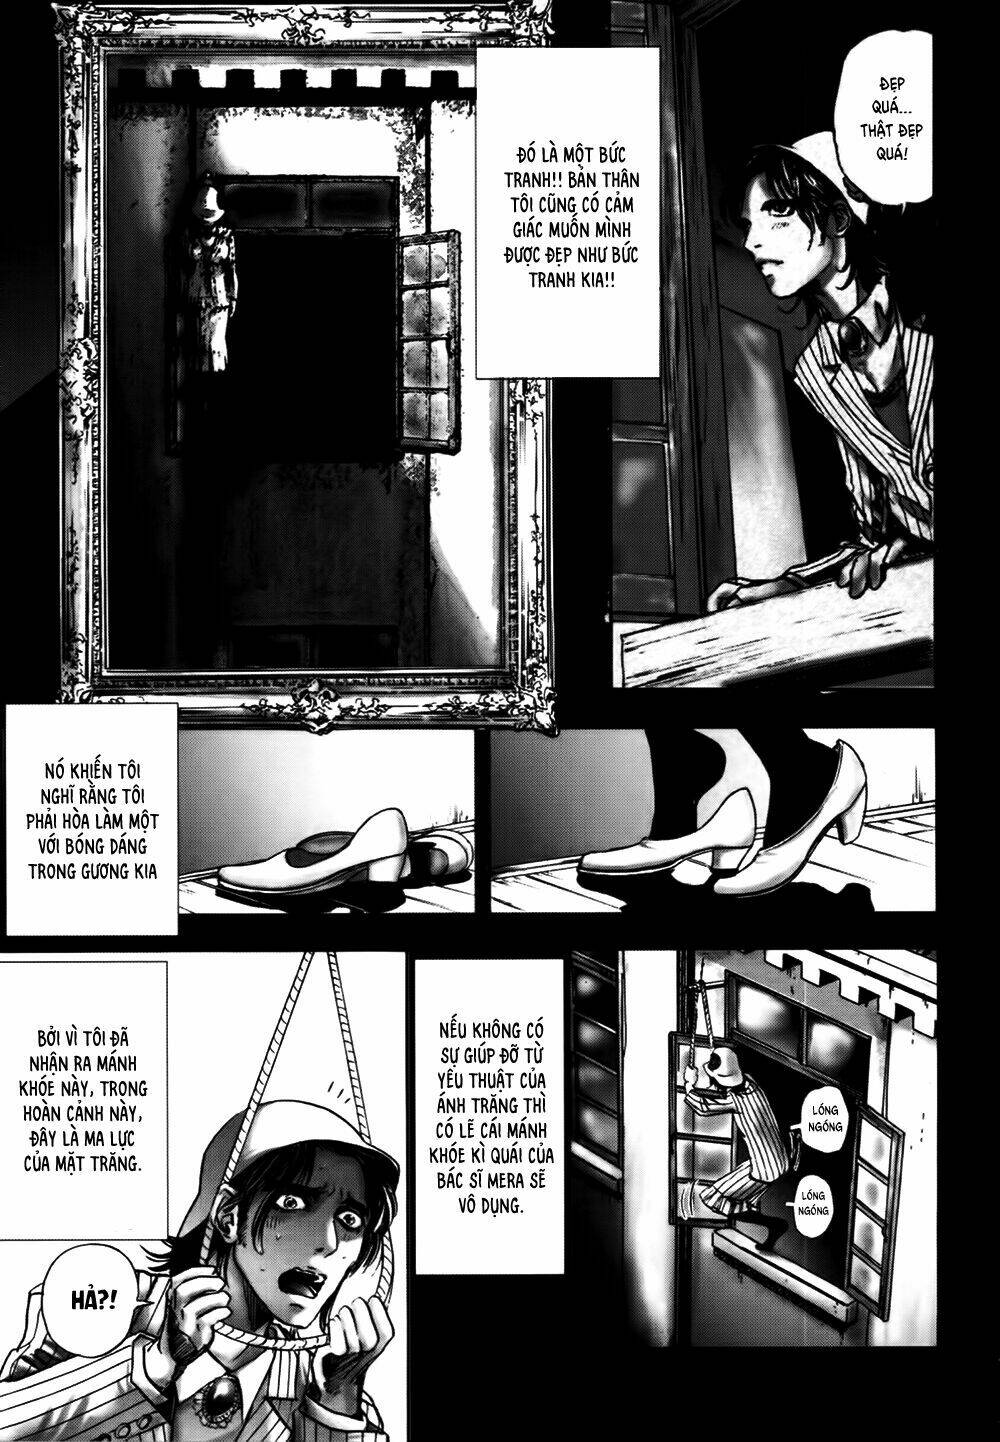 ĐẸP
QUÁ...
THẬT ĐẸP
QUÁ!
ĐÓ LÀ MỘT BỨC
TRANH!! BẢN THÂN
TÔI CŨNG CÓ CẢM
GIÁC MUỐN MÌNH
ĐƯỢC ĐẸP NHƯ BỨC
TRANH KIA!!
NÓ KHIẾN TÔI
NGHĨ RẰNG TÔI
PHẢI HÒA LÀM MỘT
VỚI BÓNG DÁNG
TRONG GƯƠNG KIA
LÓNG
NGÓNG
LÓNG
NGÓNG
NẾU KHÔNG CÓ
SỰ GIÚP ĐỠ TỪ
YÊU THUẬT CỦA
ÁNH TRĂNG THÌ
CÓ LẼ CÁI MÁNH
KHÓE KÌ QUÁI CỦA
BÁC SĨ MERA SẼ
VÔ DỤNG.
BỞI VÌ TÔI ĐÃ
NHẬN RA MÁNH
KHÓE NÀY, TRONG
HOÀN CẢNH NÀY,
ĐÂY LÀ MA LỰC
CỦA MẶT TRĂNG.
HẢ?!